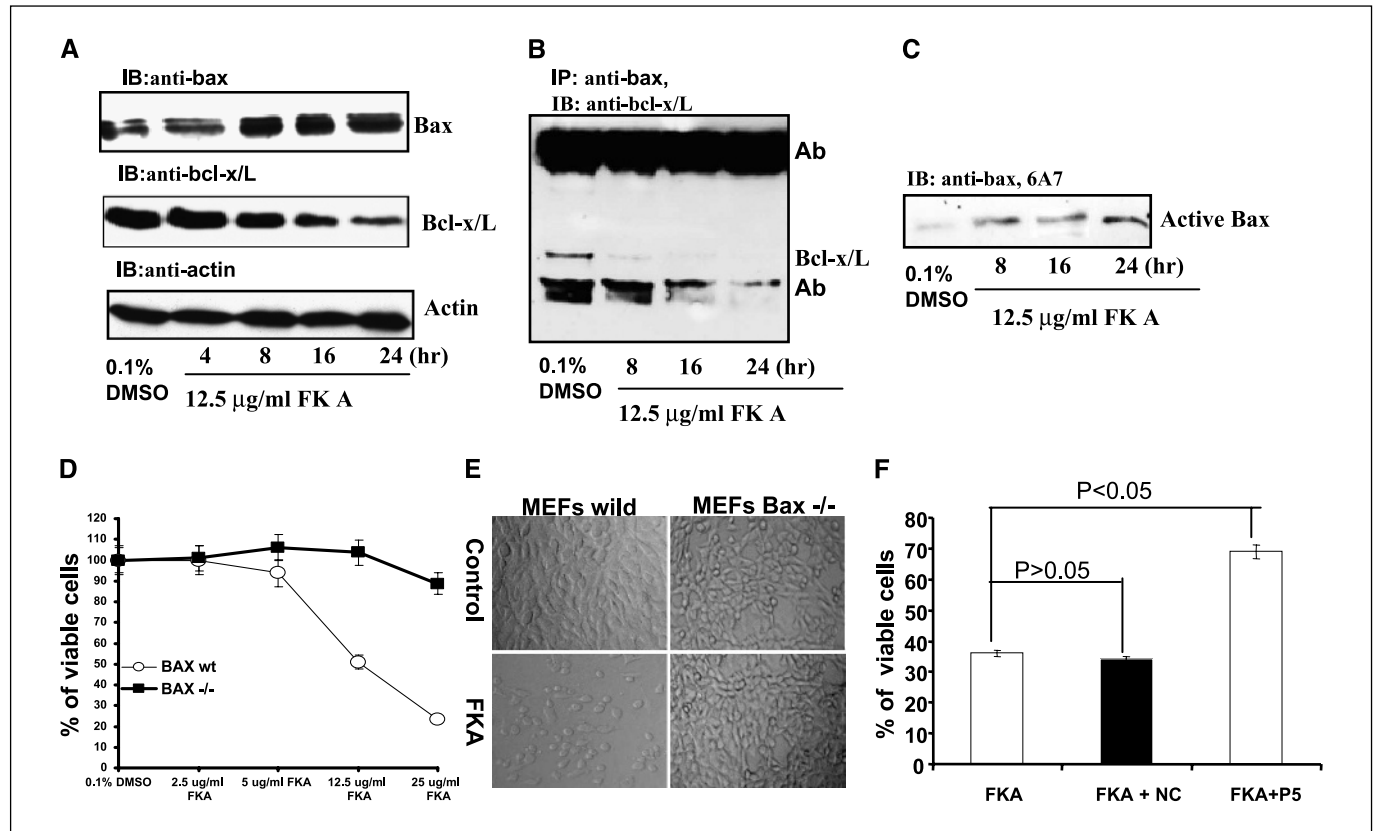 A
IB:anti-bax
Bax
IB:anti-bcl-x/L
Bcl-x/L
IB:anti-actin
Actin
0.1% DMSO
4 8 16 24 (hr)
12.5 μg/ml FK A
B
IP: anti-bax,
IB: anti-bcl-x/L
Ab
Bcl-x/L
Ab
0.1% DMSO
8 16 24 (hr)
12.5 μg/ml FK A
C
IB: anti-bax, 6A7
Active Bax
0.1% DMSO
8 16 24 (hr)
12.5 μg/ml FK A
D
% of viable cells
120
110
100
90
80
70
60
50
40
30
20
10
0
BAX wt
BAX -/-
0.1% DMSO
2.5 ug/ml FKA
5 ug/ml FKA
12.5 ug/ml FKA
25 ug/ml FKA
E
MEFs wild
MEFs Bax -/-
Control
FKA
F
P<0.05
P>0.05
% of viable cells
80
70
60
50
40
30
20
10
0
FKA
FKA + NC
FKA+P5